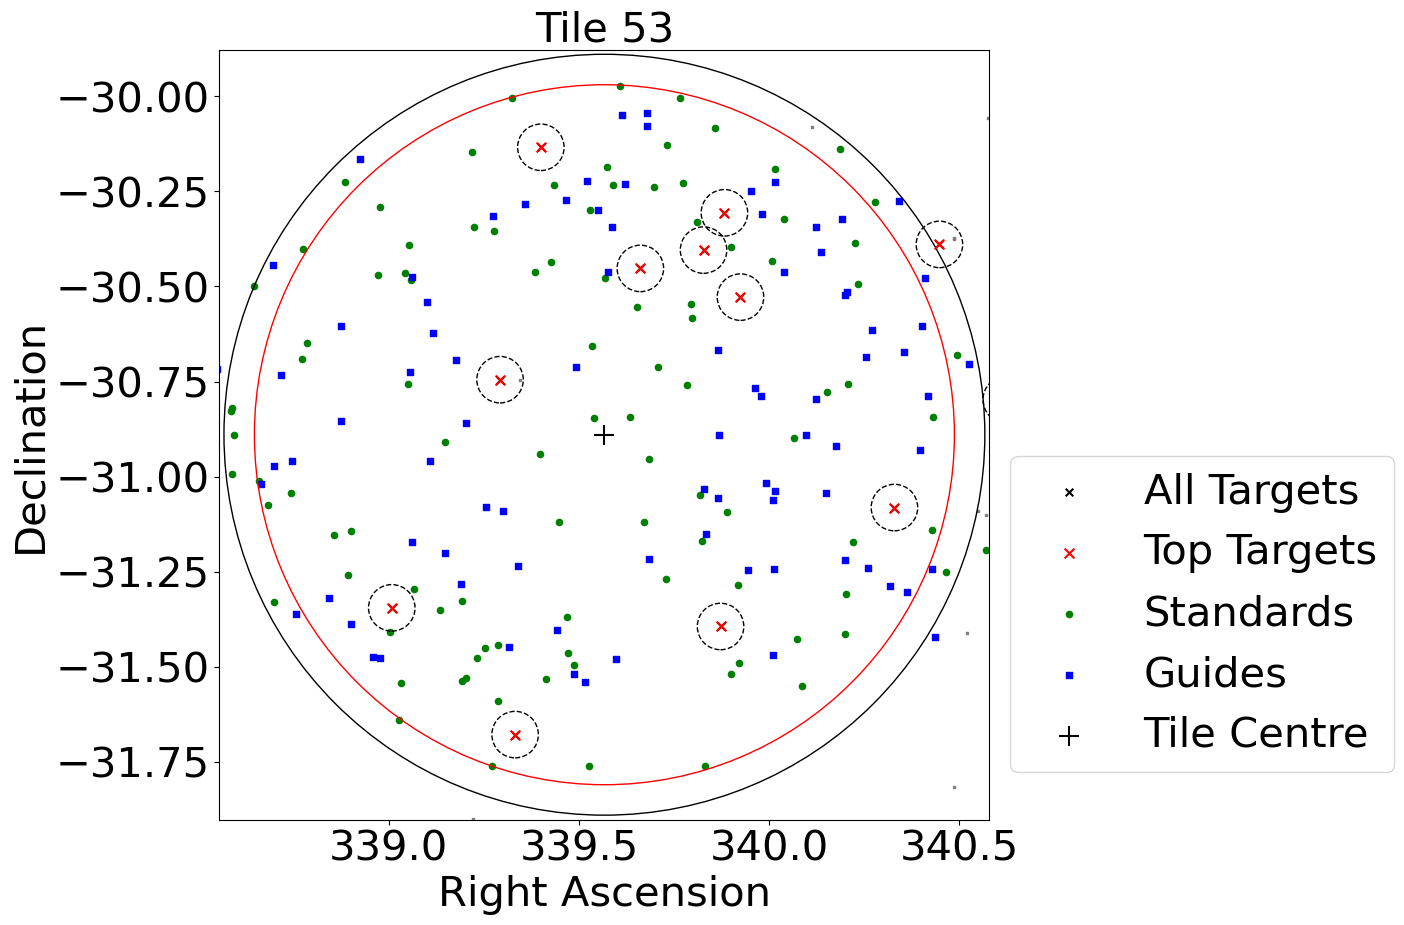 Tile 53
−30.00
−30.25
−30.50
−30.75
−31.00
−31.25
−31.50
−31.75
Declination
339.0
339.5
340.0
340.5
Right Ascension
All Targets
Top Targets
Standards
Guides
Tile Centre